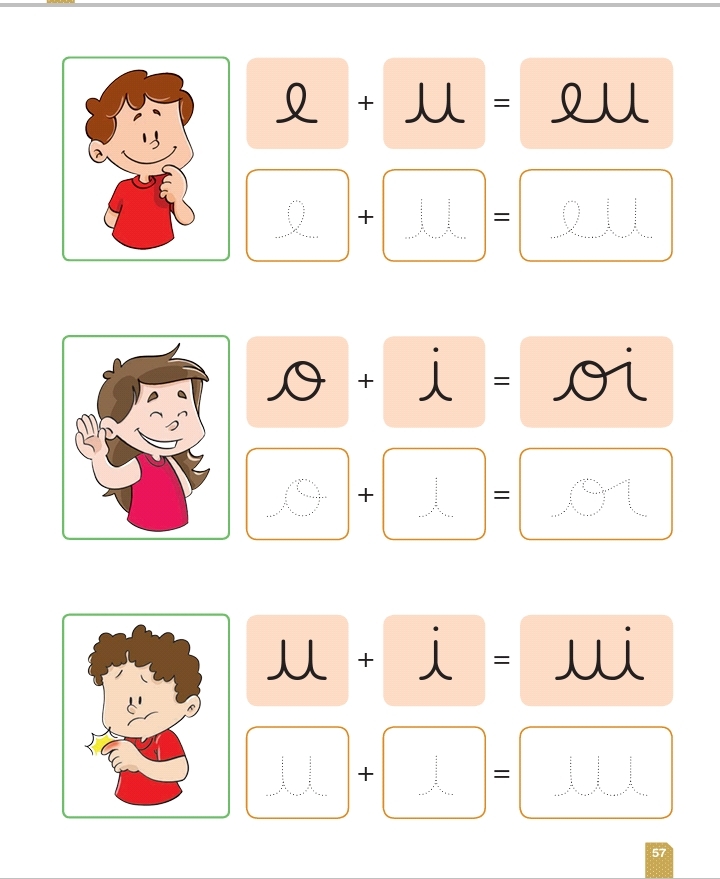 e + u = eu
e + u = eu
o + i = oi
o + i = oi
u + i = ui
u + i = ui
57